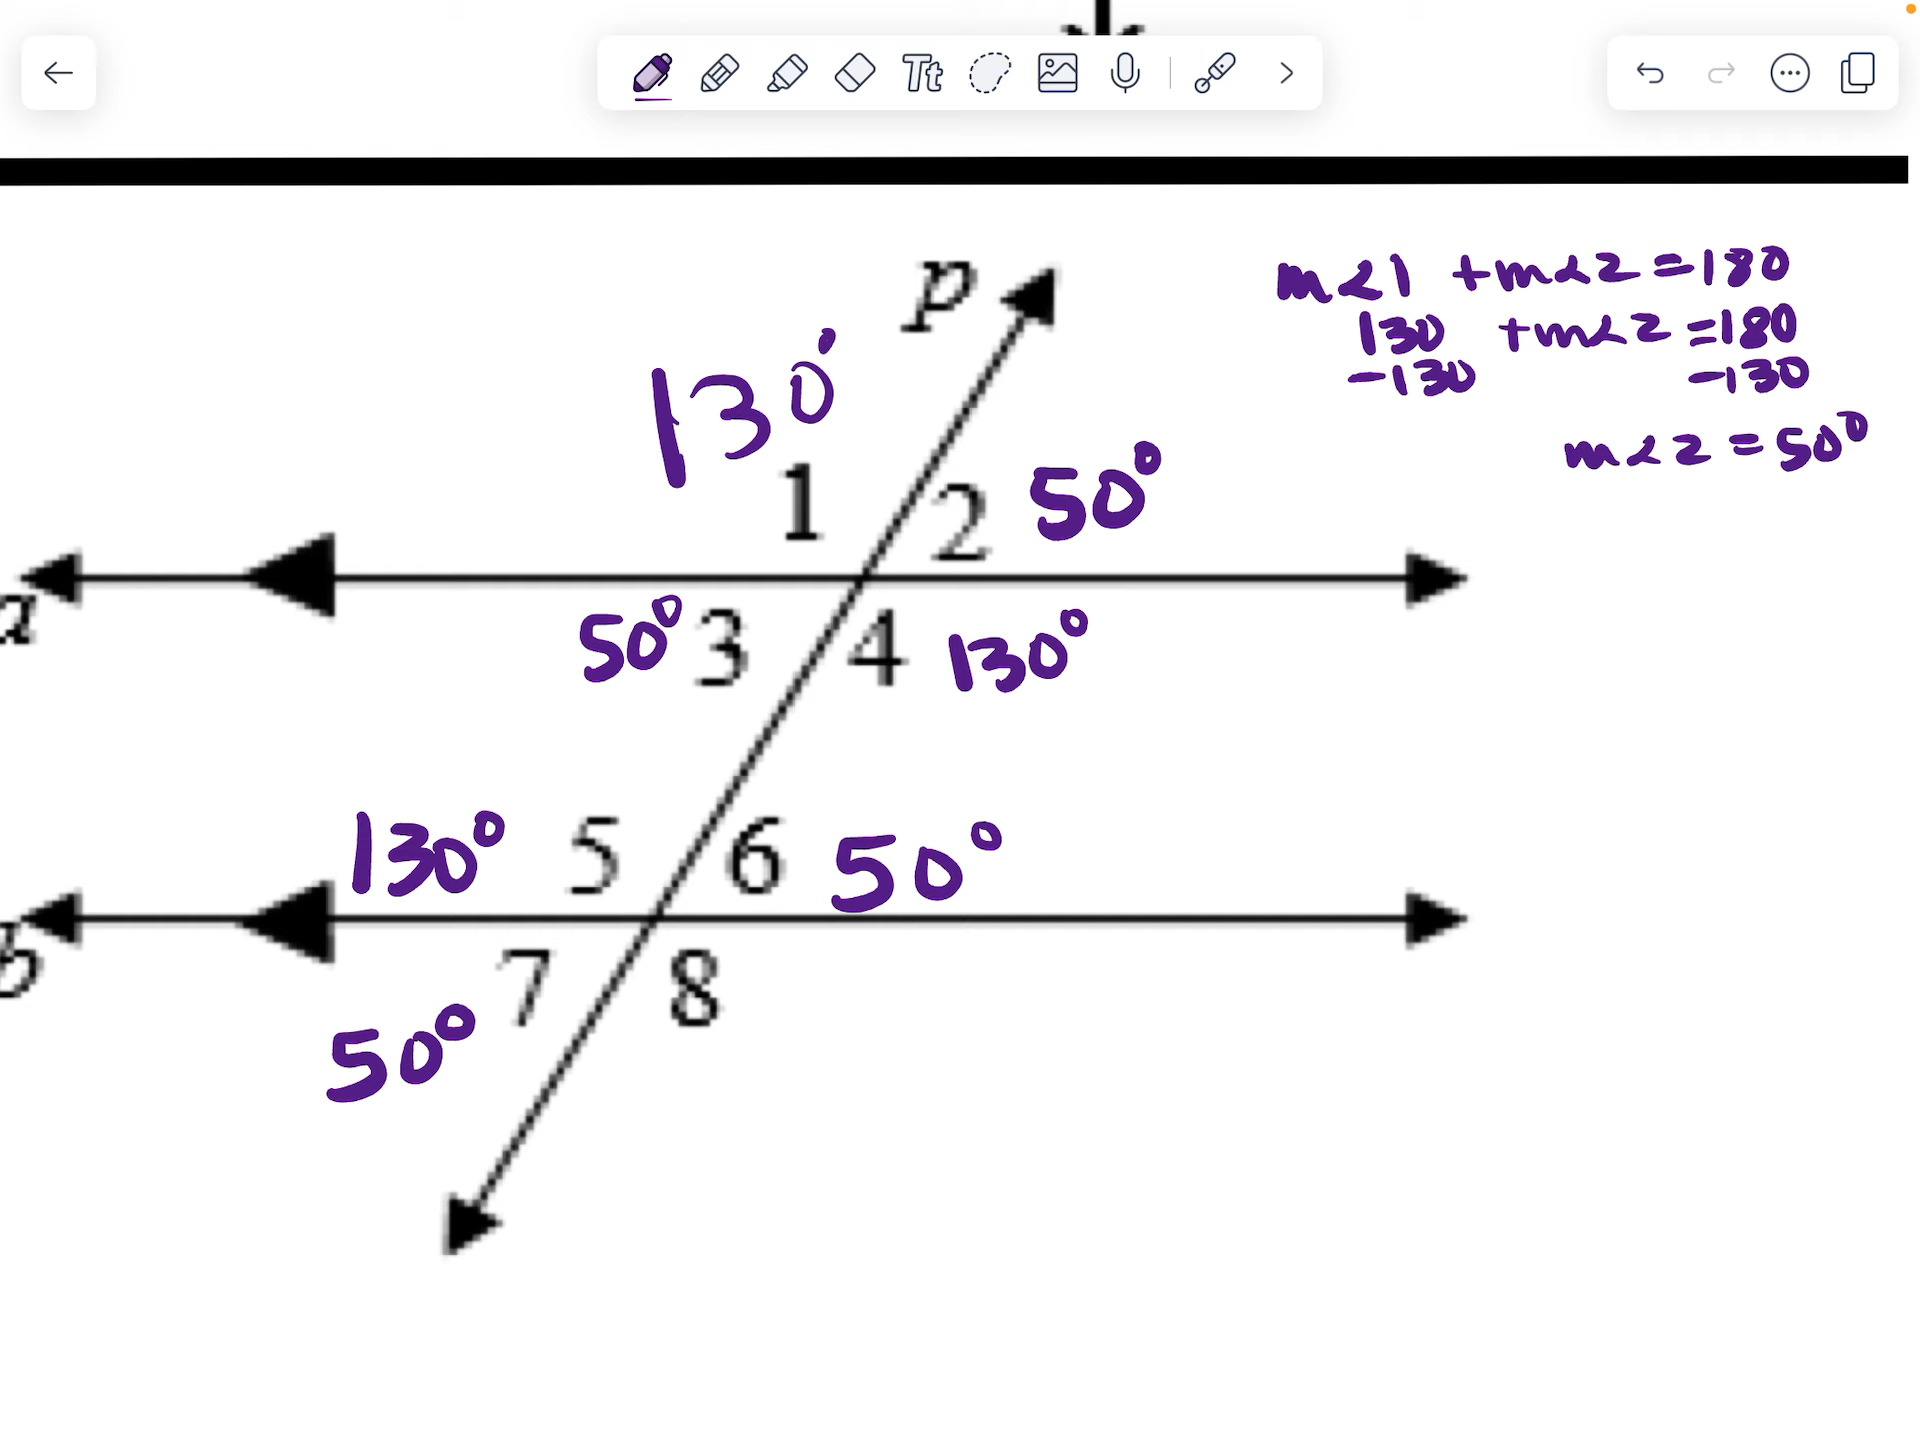 Tt
p
m<1 +m<2 =180
130 +m<2 =180
-130 -130
m<2 =50°
130°
1 2 50°
a
50° 3 4 130°
130° 5 6 50°
b
7 8
50°